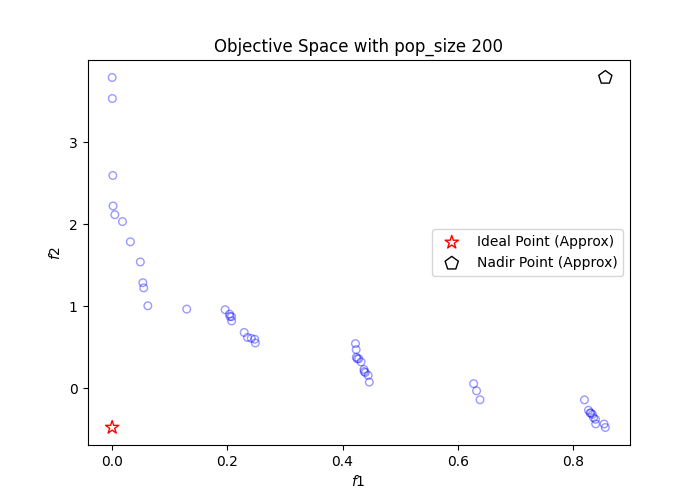 Objective Space with pop_size 200
f2
3
2
1
0
Ideal Point (Approx)
Nadir Point (Approx)
0.0 0.2 0.4 0.6 0.8
f1